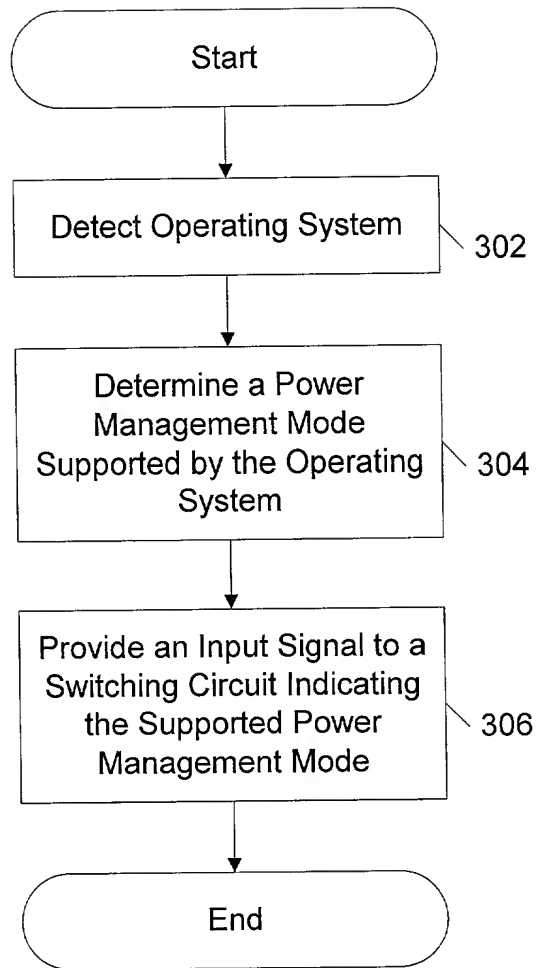 Start
Detect Operating System
302
Determine a Power
Management Mode
Supported by the Operating
System
304
Provide an Input Signal to a
Switching Circuit Indicating
the Supported Power
Management Mode
306
End